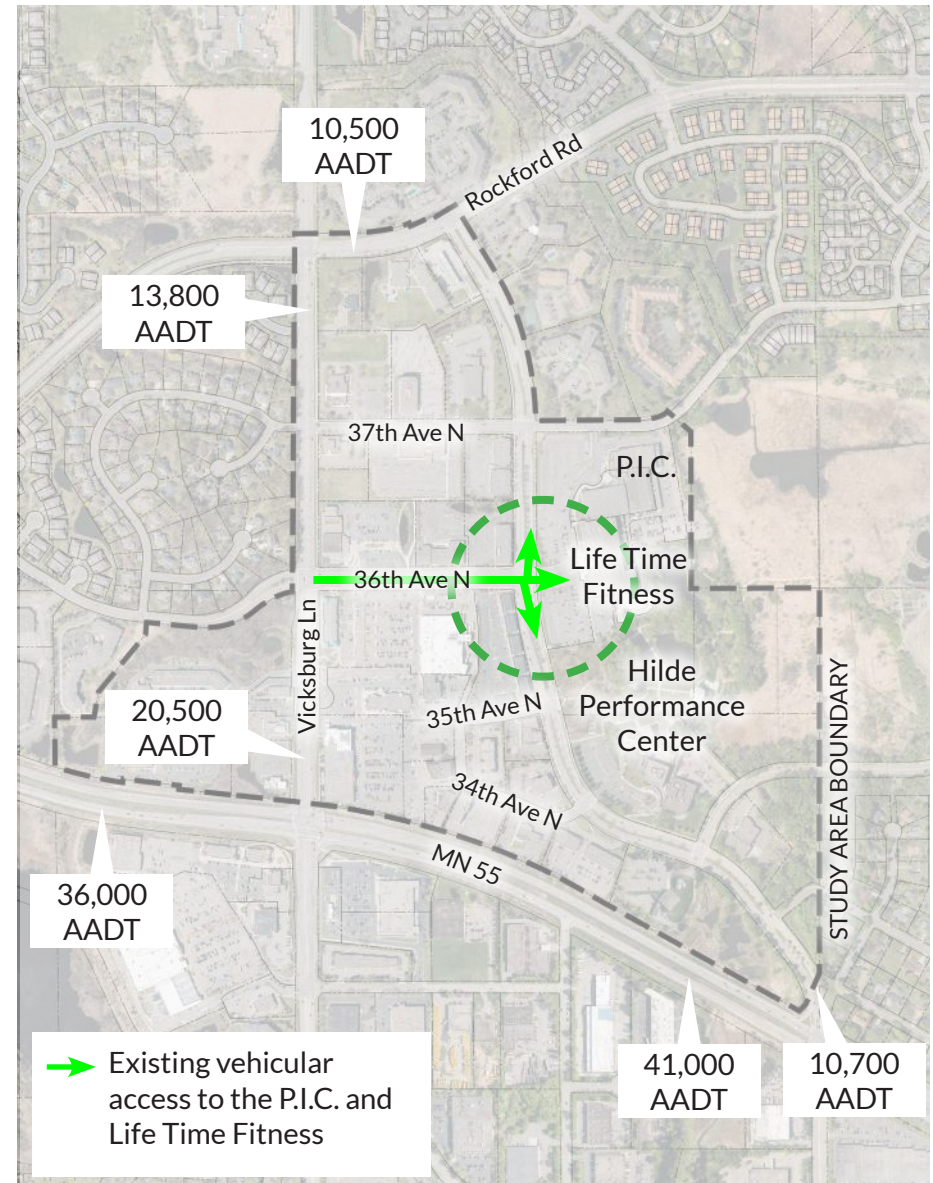 10,500
AADT
Rockford Rd
13,800
AADT
37th Ave N
P.I.C.
36th Ave N
Life Time
Fitness
Vicksburg Ln
Hilde
Performance
Center
35th Ave N
20,500
AADT
STUDY AREA BOUNDARY
34th Ave N
MN 55
36,000
AADT
41,000
AADT
10,700
AADT
Existing vehicular
access to the P.I.C. and
Life Time Fitness